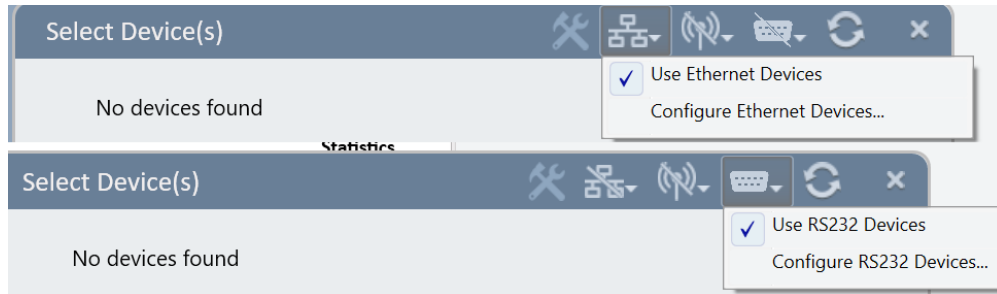 Select Device(s)
Use Ethernet Devices
No devices found
Configure Ethernet Devices...
Statistics
Select Device(s)
Use RS232 Devices
No devices found
Configure RS232 Devices...